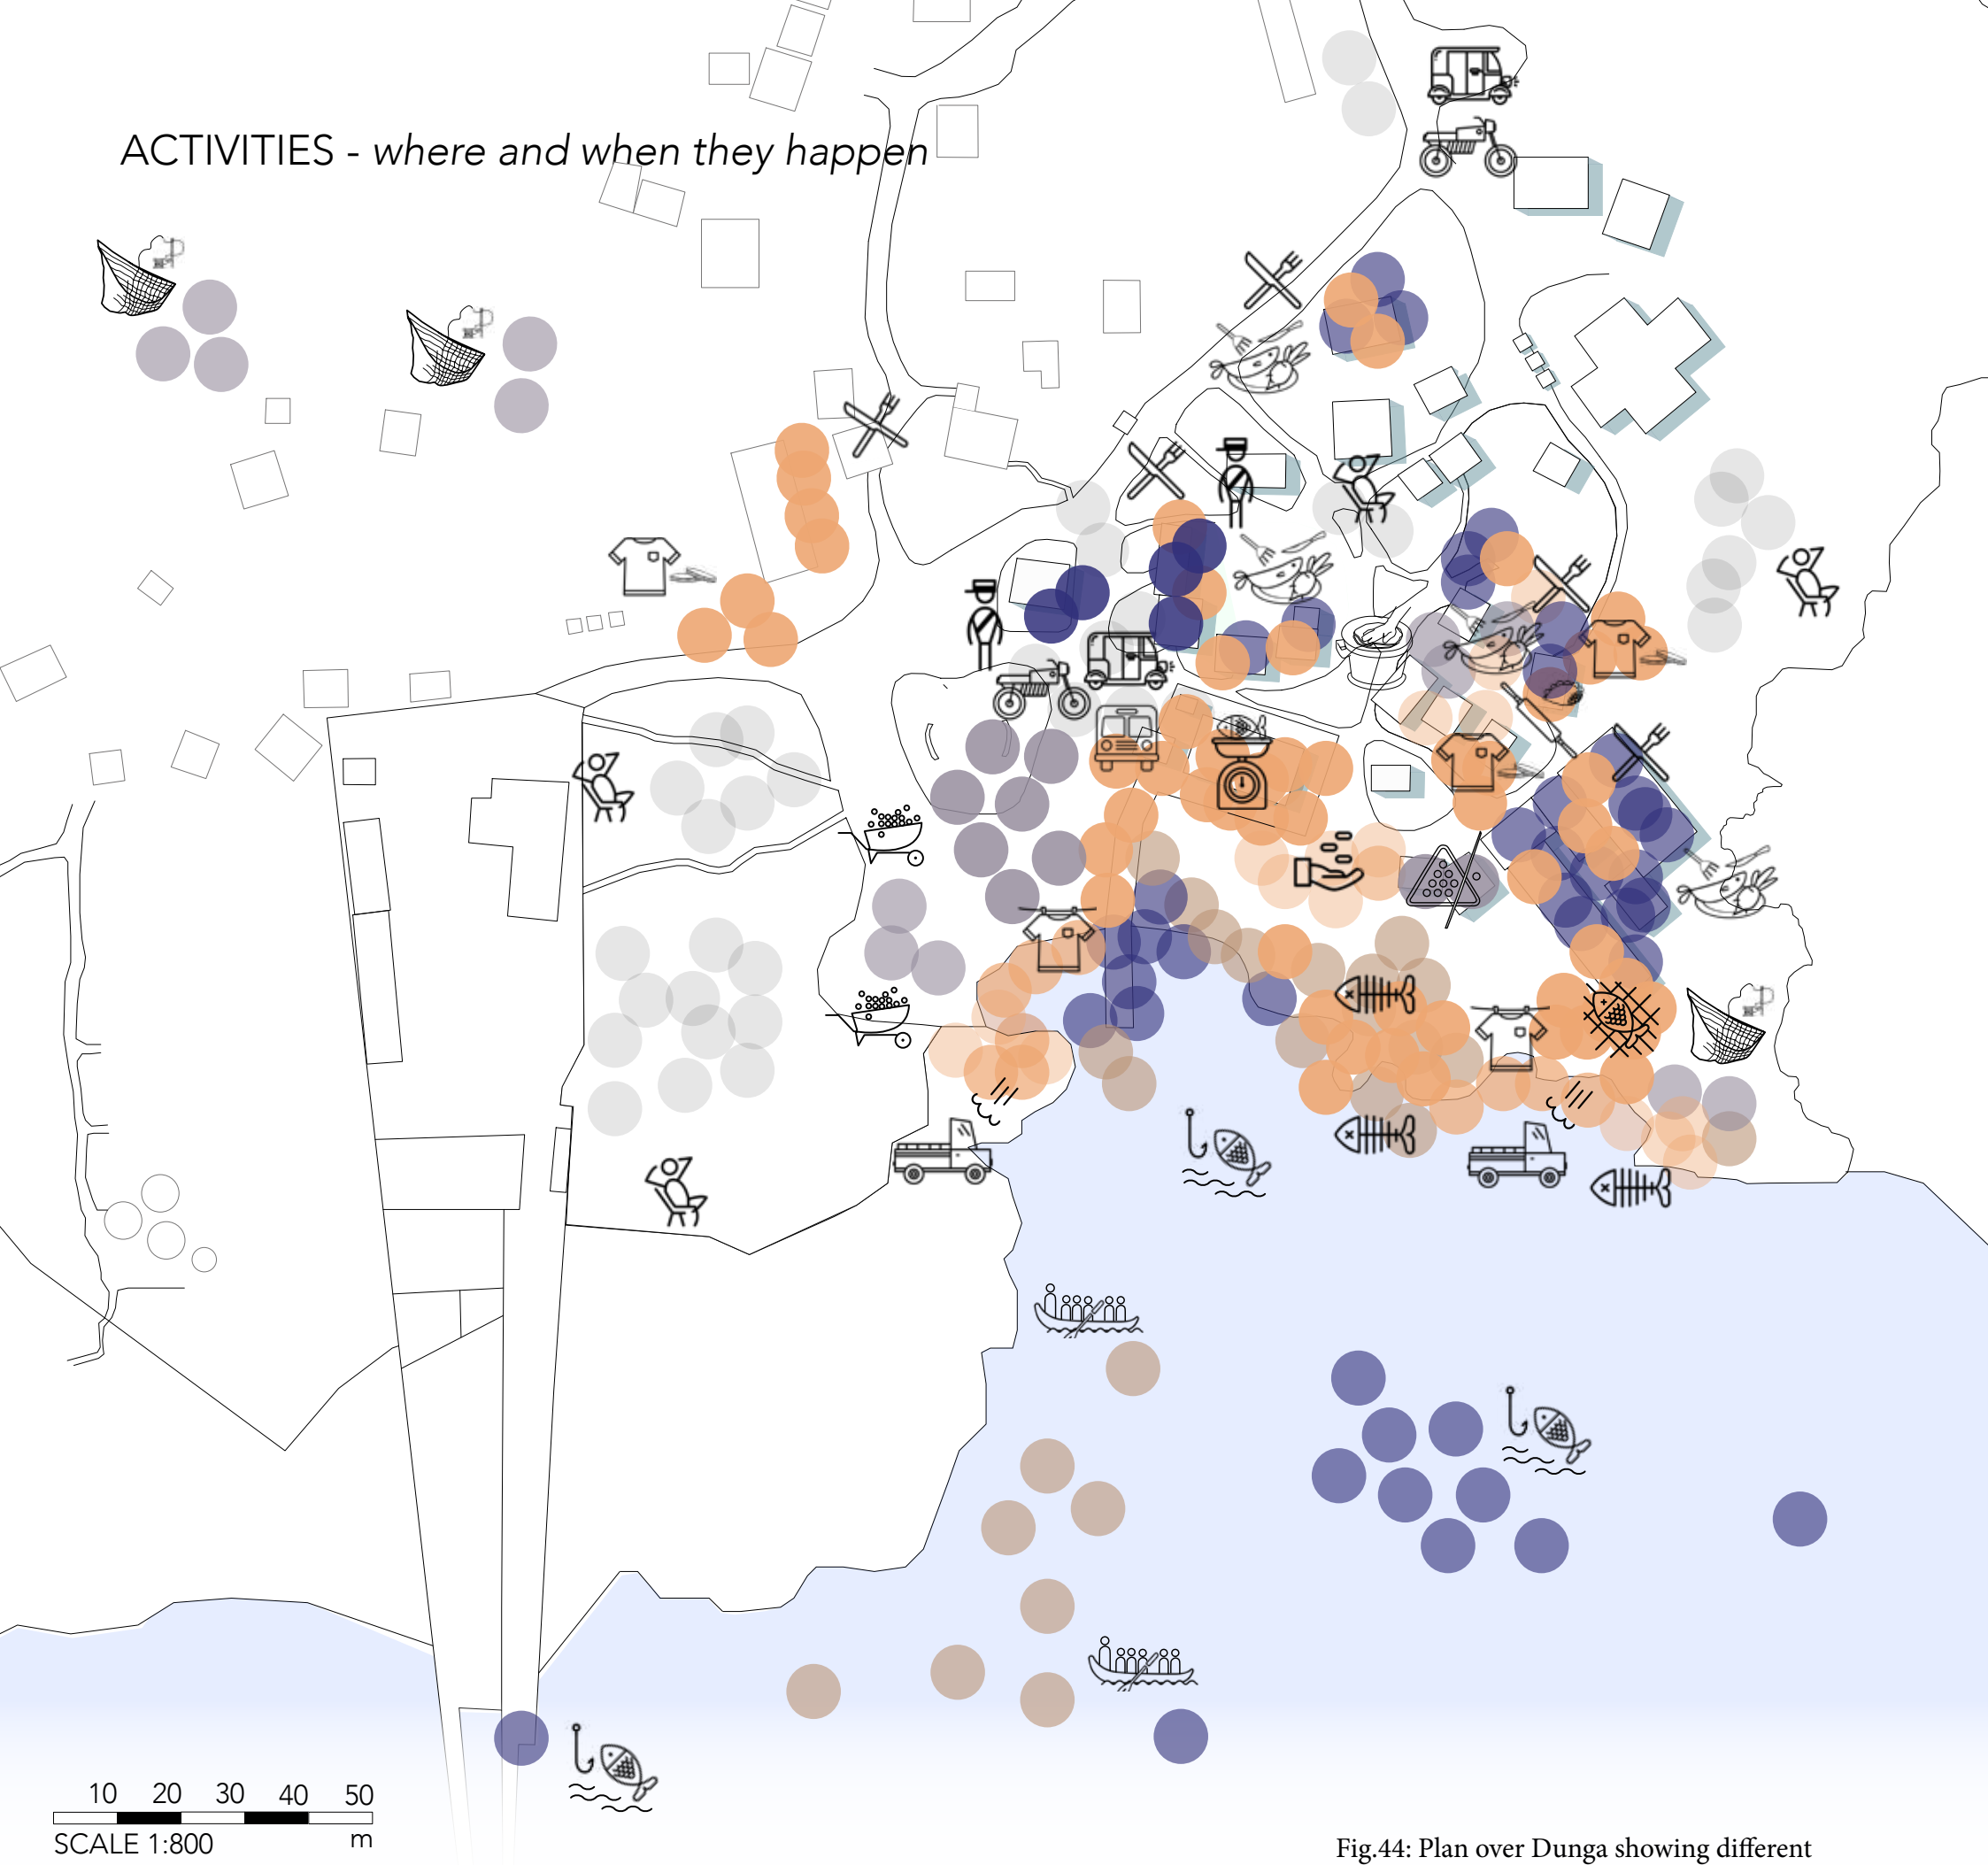 ACTIVITIES - where and when they happen
10 20 30 40 50
SCALE 1:800 m
Fig.44: Plan over Dunga showing different